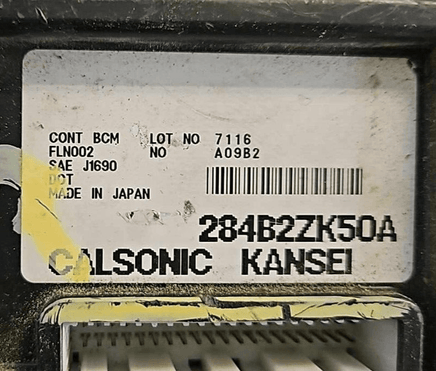 CONT BCM LOT NO 7116
FLN002 NO A09B2
SAE J1690
DOT
MADE IN JAPAN
284B2ZK50A
CALSONIC KANSEI